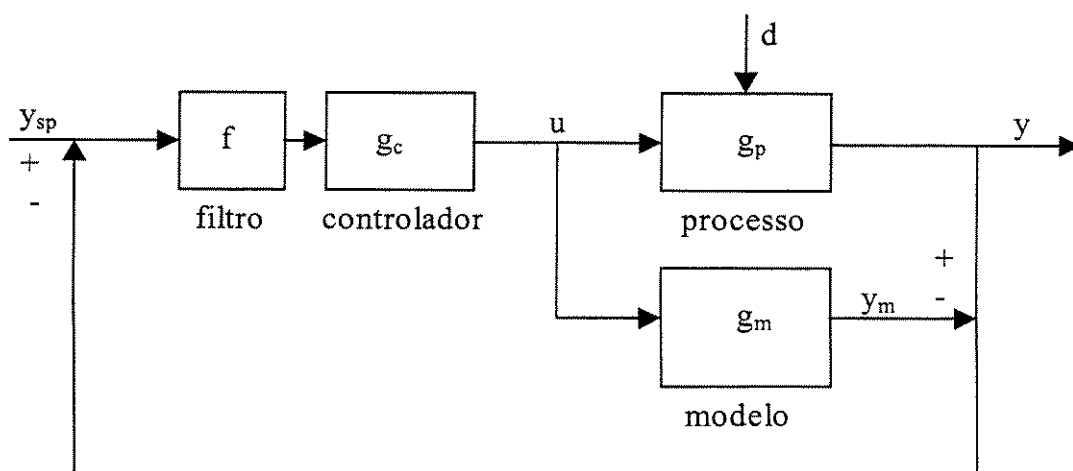 d
y_sp
+
-
f
g_c
u
g_p
y
filtro
controlador
processo
+
-
g_m
y_m
modelo